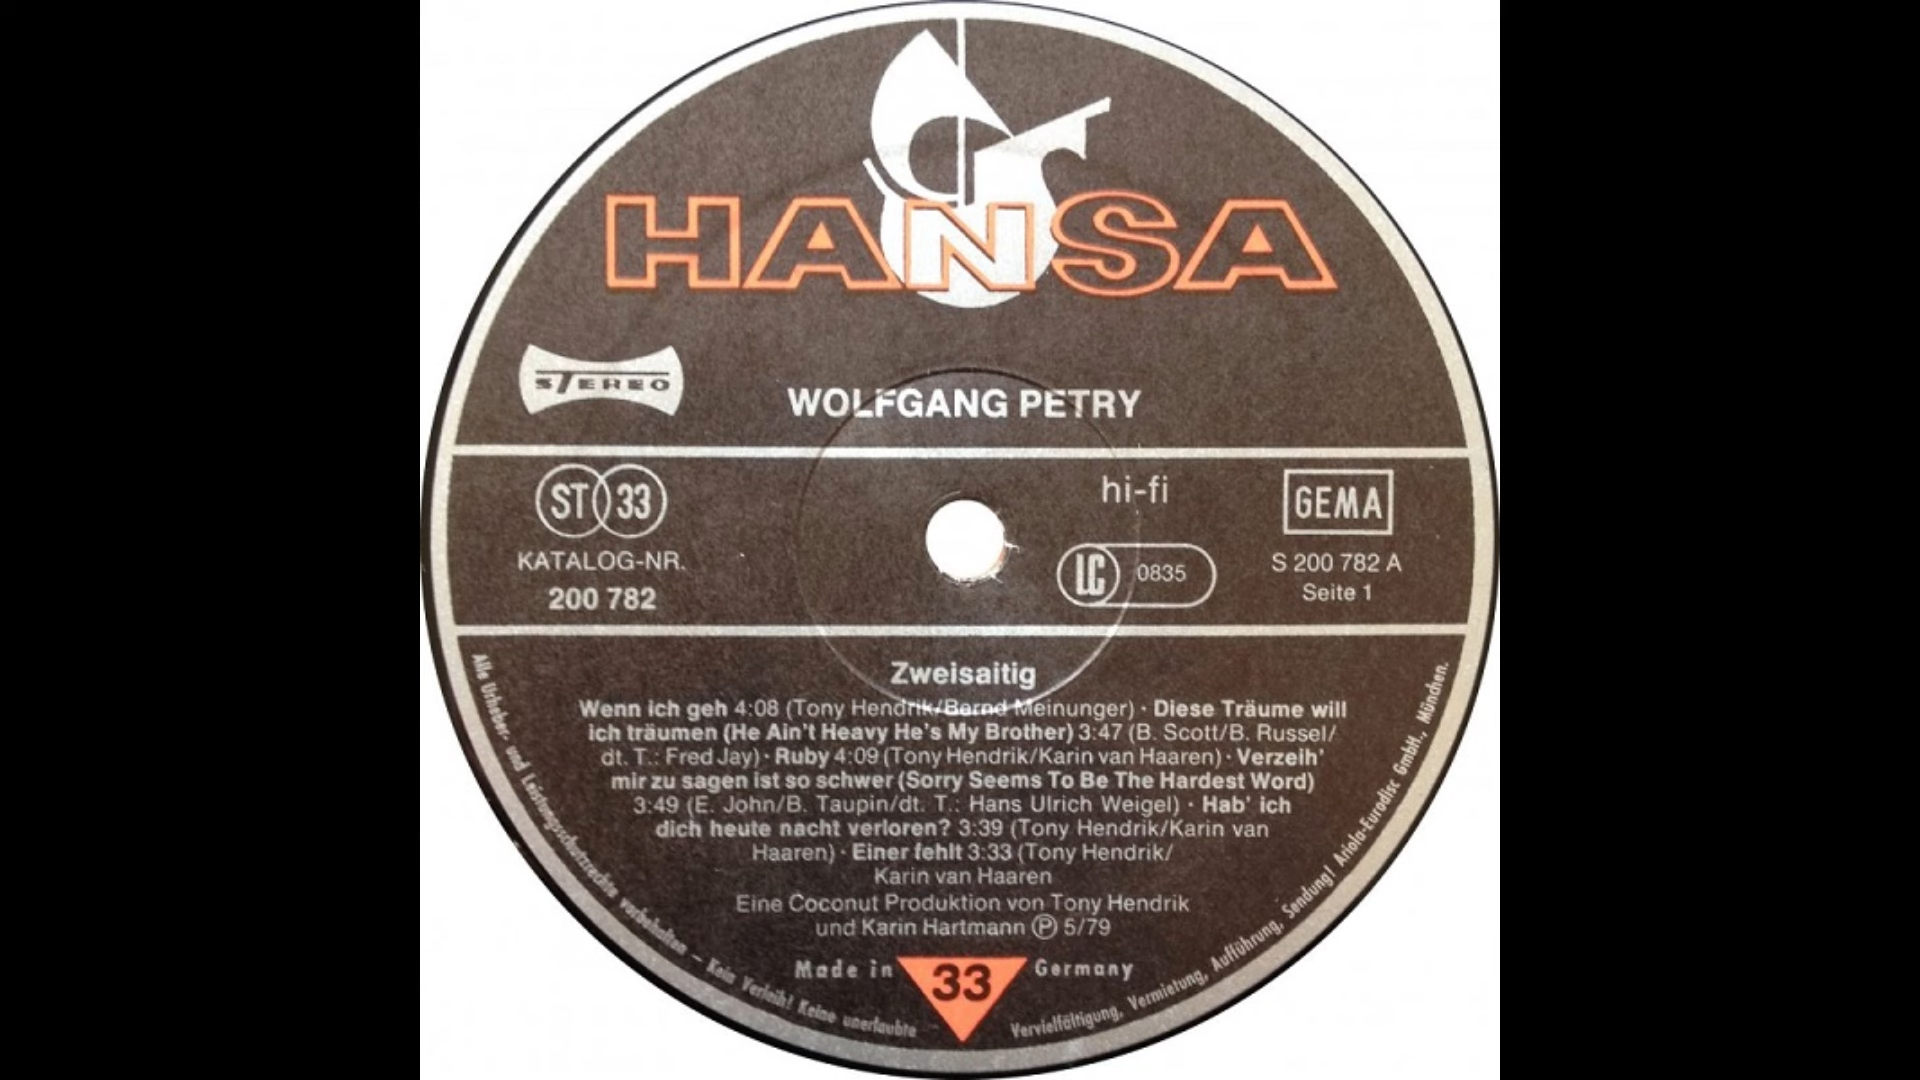 HANSA
STEREO
WOLFGANG PETRY
ST 33
KATALOG-NR.
200 782
hi-fi
LC 0835
GEMA
S 200 782 A
Seite 1
Zweisaitig
Wenn ich geh 4:08 (Tony Hendrik/Bernd Meinunger) · Diese Träume will
ich träumen (He Ain't Heavy He's My Brother) 3:47 (B. Scott/B. Russel/
dt. T.: Fred Jay) · Ruby 4:09 (Tony Hendrik/Karin van Haaren) · Verzeih'
mir zu sagen ist so schwer (Sorry Seems To Be The Hardest Word)
3:49 (E. John/B. Taupin/dt. T.: Hans Ulrich Weigel) · Hab' ich
dich heute nacht verloren? 3:39 (Tony Hendrik/Karin van
Haaren) · Einer fehlt 3:33 (Tony Hendrik/
Karin van Haaren
Eine Coconut Produktion von Tony Hendrik
und Karin Hartmann Ⓟ 5/79
Made in 33 Germany
Alle Urheber- und Leistungsschutzrechte vorbehalten – Kein Verleih! Keine unerlaubte Vervielfältigung, Vermietung, Aufführung, Sendung! Ariola-Eurodisc GmbH., München.